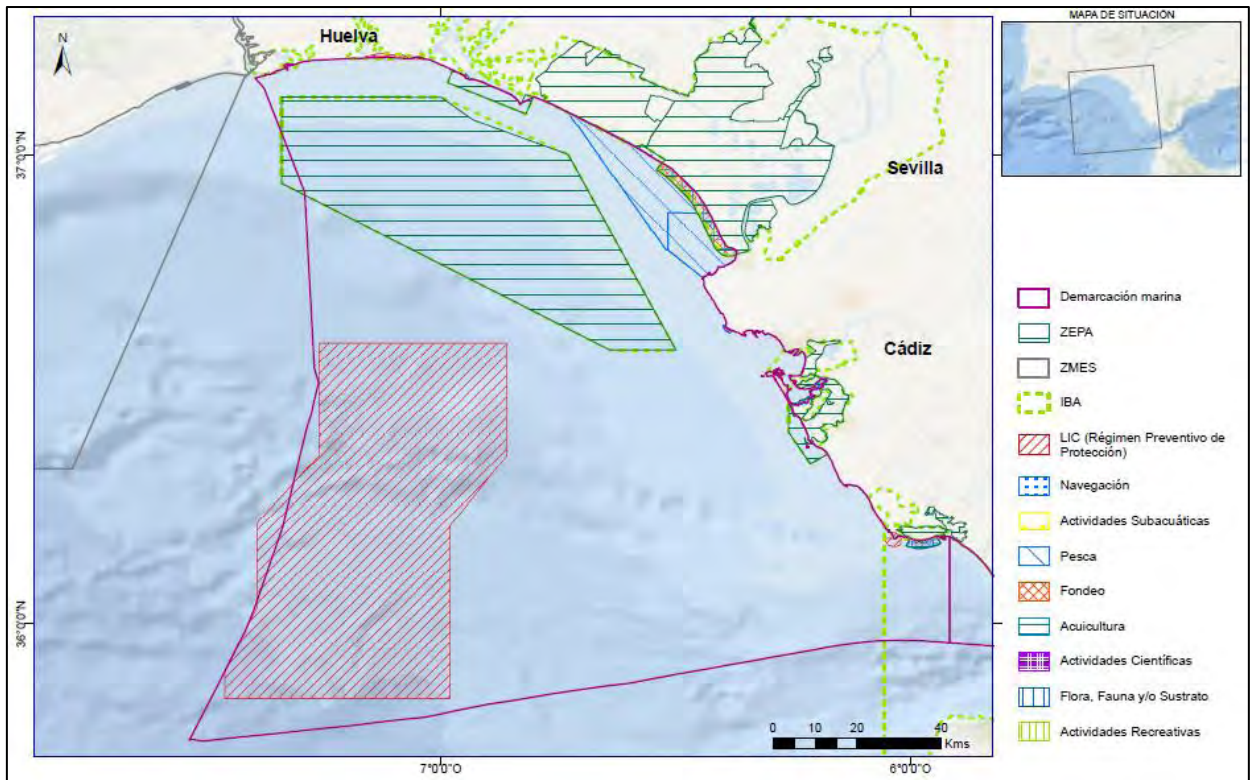 MAPA DE SITUACIÓN
N
Huelva
37°0'0"N
Sevilla
Cádiz
36°0'0"N
Demarcación marina
ZEPA
ZMES
IBA
LIC (Régimen Preventivo de
Protección)
Navegación
Actividades Subacuáticas
Pesca
Fondeo
Acuicultura
Actividades Científicas
Flora, Fauna y/o Sustrato
Actividades Recreativas
0 10 20 40
Kms
7°0'0"O
6°0'0"O